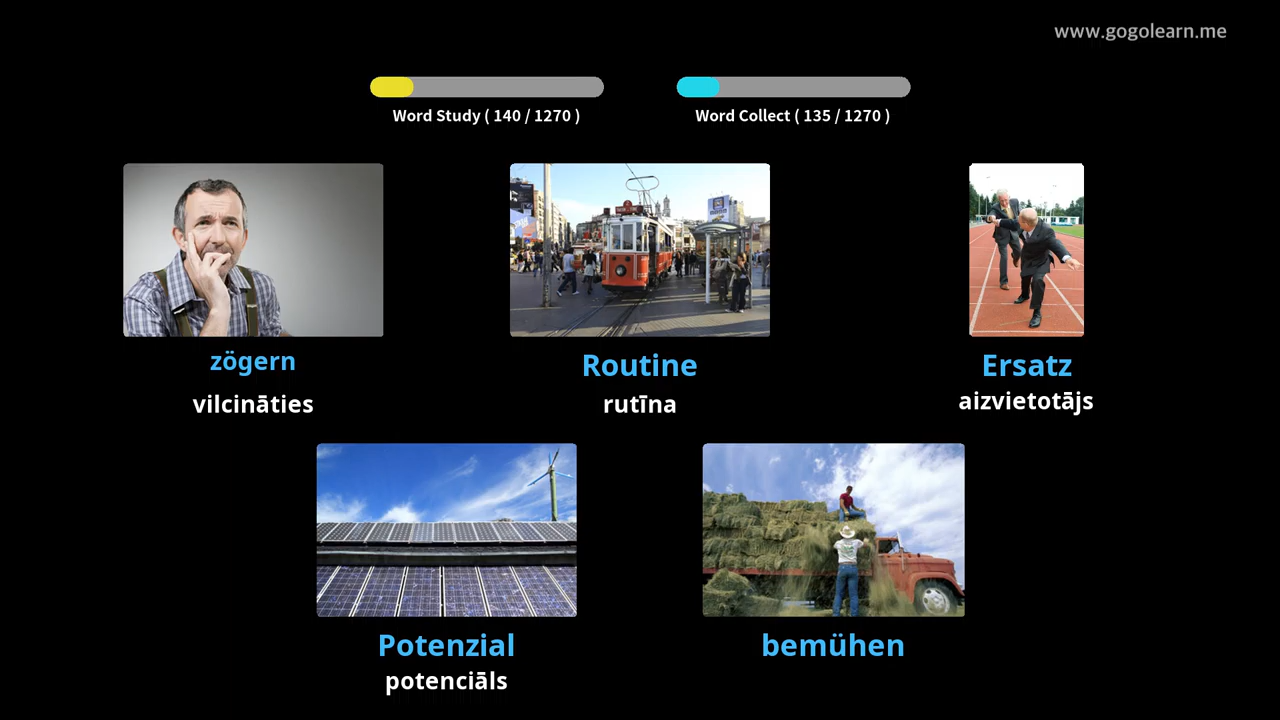 www.gogolearn.me
Word Study ( 140 / 1270 )
Word Collect ( 135 / 1270 )
zögern
vilcināties
Routine
rutīna
Ersatz
aizvietotājs
Potenzial
potenciāls
bemühen